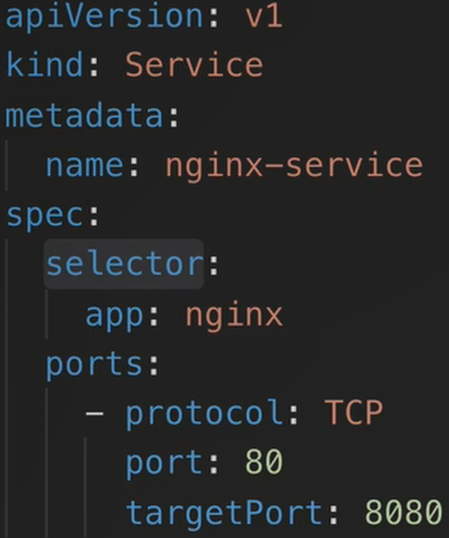 apiVersion: v1
kind: Service
metadata:
  name: nginx-service
spec:
  selector:
    app: nginx
  ports:
    - protocol: TCP
      port: 80
      targetPort: 8080